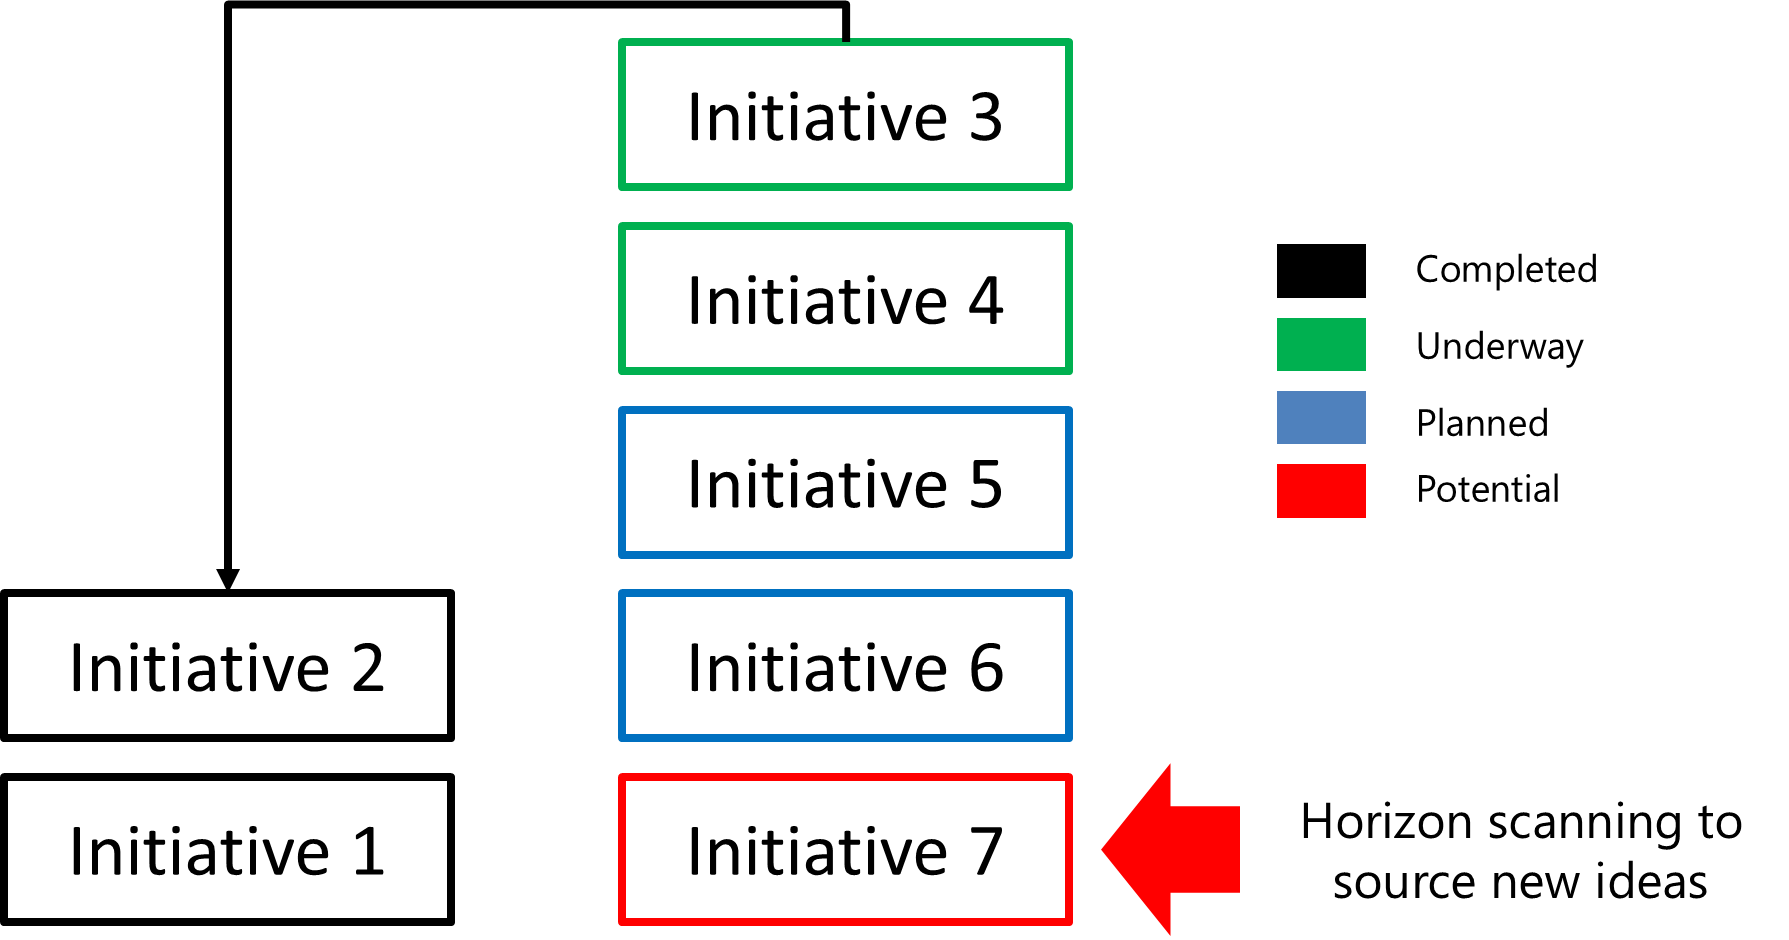 Initiative 3
Initiative 4
Initiative 5
Initiative 6
Initiative 7
Initiative 2
Initiative 1
Completed
Underway
Planned
Potential
Horizon scanning to
source new ideas